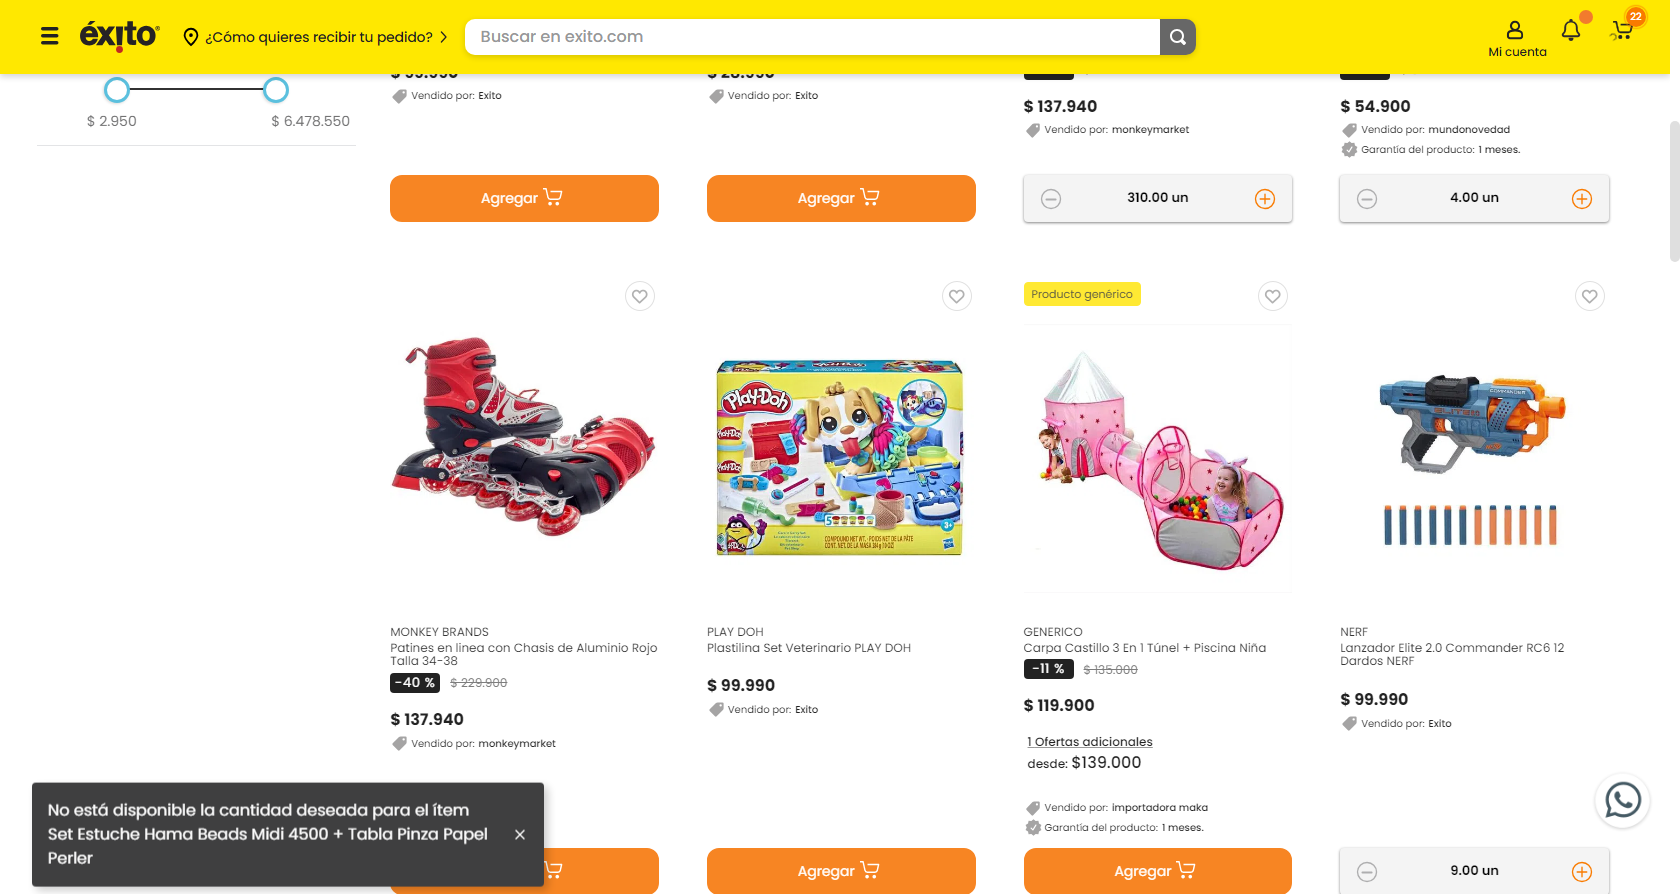 éxito
¿Cómo quieres recibir tu pedido?
Buscar en exito.com
Mi cuenta
22
$ 2.950
$ 6.478.550
Vendido por: Exito
Vendido por: Exito
$ 137.940
Vendido por: monkeymarket
$ 54.900
Vendido por: mundonovedad
Garantía del producto: 1 meses.
Agregar
Agregar
310.00 un
4.00 un
Producto genérico
Play-Doh
COMMANDER
3+
MONKEY BRANDS
Patines en linea con Chasis de Aluminio Rojo
Talla 34-38
-40 %
$ 229.900
$ 137.940
Vendido por: monkeymarket
PLAY DOH
Plastilina Set Veterinario PLAY DOH
$ 99.990
Vendido por: Exito
GENERICO
Carpa Castillo 3 En 1 Túnel + Piscina Niña
-11 %
$ 135.000
$ 119.900
1 Ofertas adicionales
desde: $139.000
Vendido por: importadora maka
Garantía del producto: 1 meses.
NERF
Lanzador Elite 2.0 Commander RC6 12
Dardos NERF
$ 99.990
Vendido por: Exito
No está disponible la cantidad deseada para el ítem
Set Estuche Hama Beads Midi 4500 + Tabla Pinza Papel
Perler
Agregar
Agregar
9.00 un